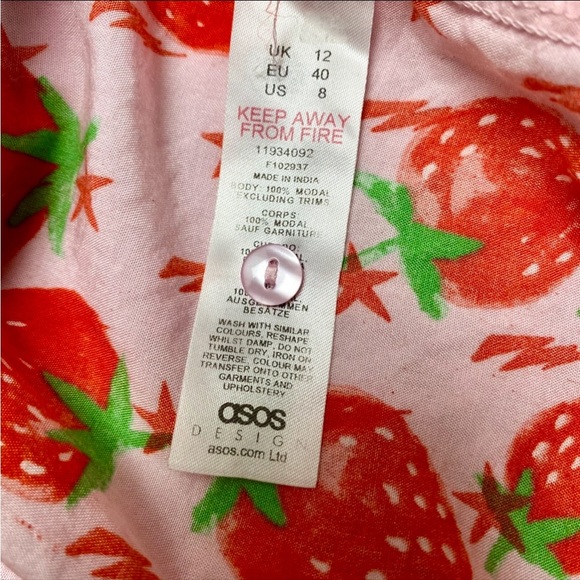 UK 12
EU 40
US 8
KEEP AWAY
FROM FIRE
11934092
F102937
MADE IN INDIA
BODY: 100% MODAL
EXCLUDING TRIMS
CORPS
100% MODAL
SAUF GARNITURE
BESÄTZE
WASH WITH SIMILAR
COLOURS, RESHAPE
WHILST DAMP, DO NOT
TUMBLE DRY, IRON ON
REVERSE, COLOUR MAY
TRANSFER ONTO OTHER
GARMENTS AND
UPHOLSTERY
asos
DESIGN
asos.com Ltd